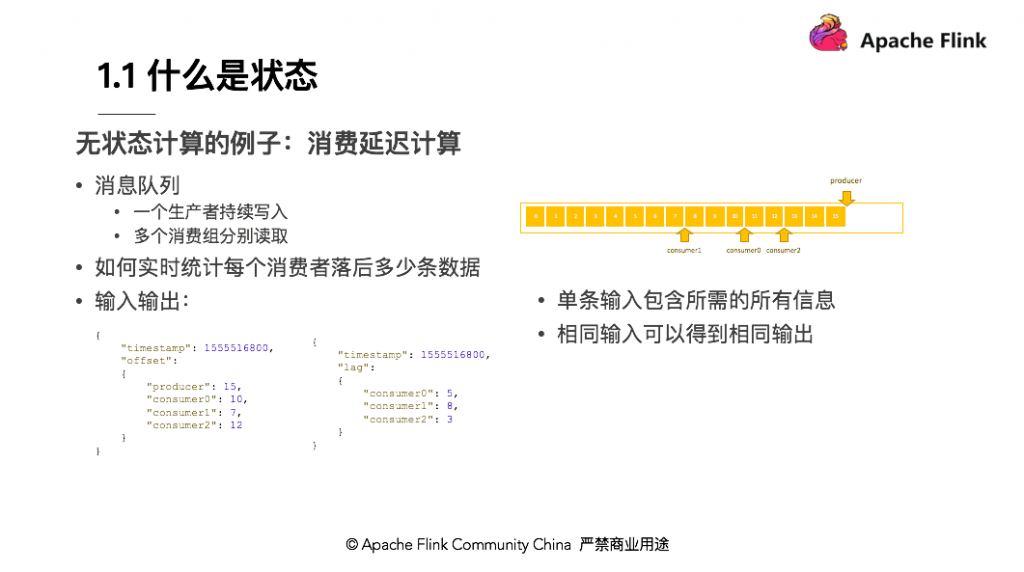 Apache Flink
1.1 什么是状态
无状态计算的例子：消费延迟计算
• 消息队列
• 一个生产者持续写入
• 多个消费组分别读取
• 如何实时统计每个消费者落后多少条数据
• 输入输出：
{
"timestamp": 1555516800,
"offset":
{
"producer": 15,
"consumer0": 10,
"consumer1": 7,
"consumer2": 12
}
}
{
"timestamp": 1555516800,
"lag":
{
"consumer0": 5,
"consumer1": 8,
"consumer2": 3
}
}
producer
0 1 2 3 4 5 6 7 8 9 10 11 12 13 14 15
consumer1 consumer0 consumer2
• 单条输入包含所需的所有信息
• 相同输入可以得到相同输出
© Apache Flink Community China 严禁商业用途